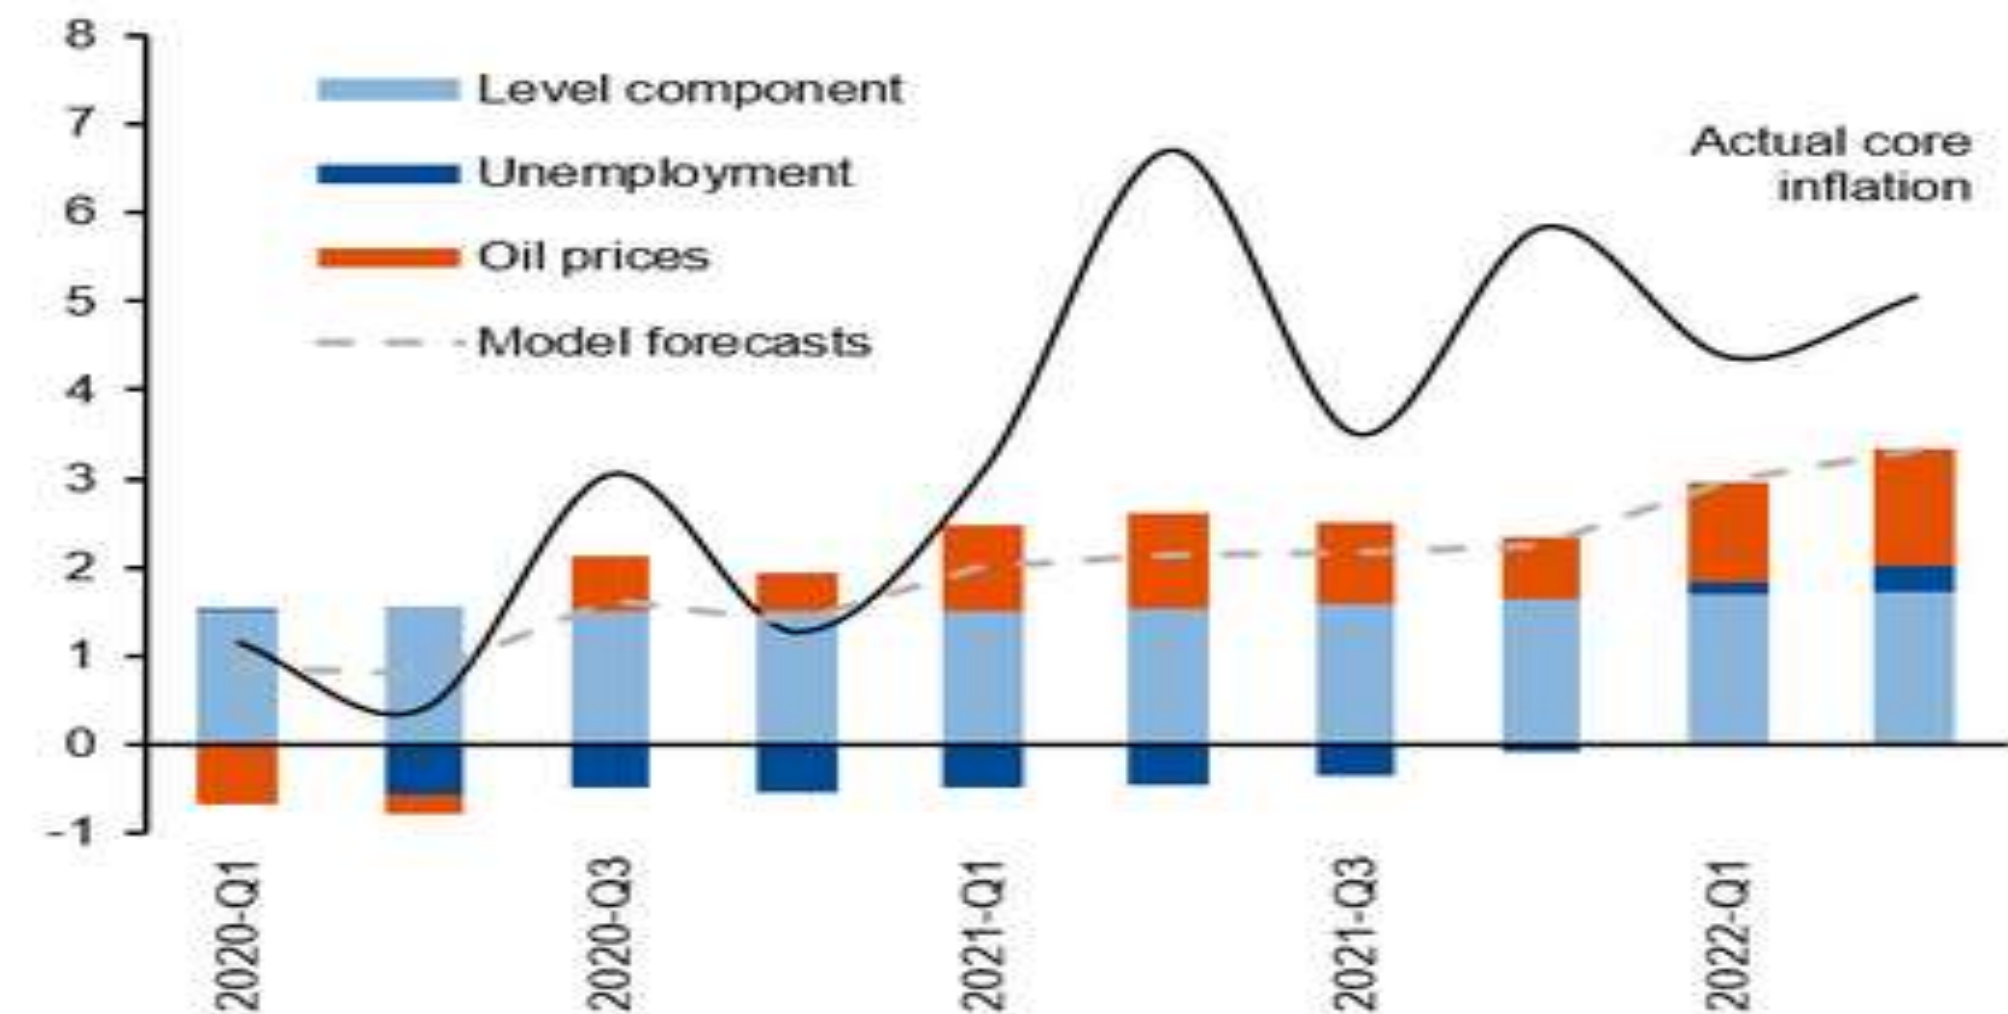 8
7
6
5
4
3
2
1
0
-1
Level component
Unemployment
Oil prices
Model forecasts
Actual core
inflation
2020-Q1
2020-Q3
2021-Q1
2021-Q3
2022-Q1